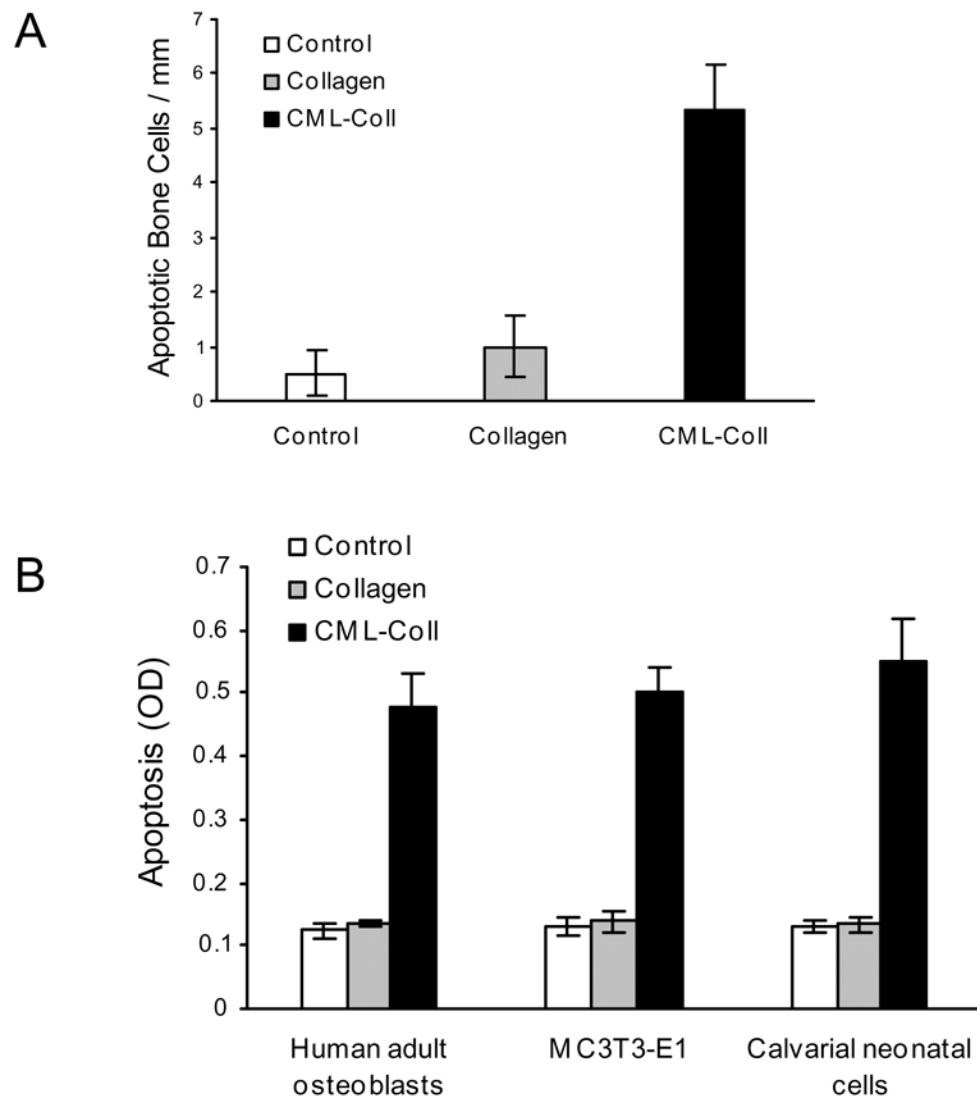 A
Apoptotic Bone Cells / mm
7
6
5
4
3
2
1
0
Control
Collagen
CML-Coll
Control
Collagen
CML-Coll
B
Apoptosis (OD)
0.7
0.6
0.5
0.4
0.3
0.2
0.1
0
Control
Collagen
CML-Coll
Human adult
osteoblasts
MC3T3-E1
Calvarial neonatal
cells